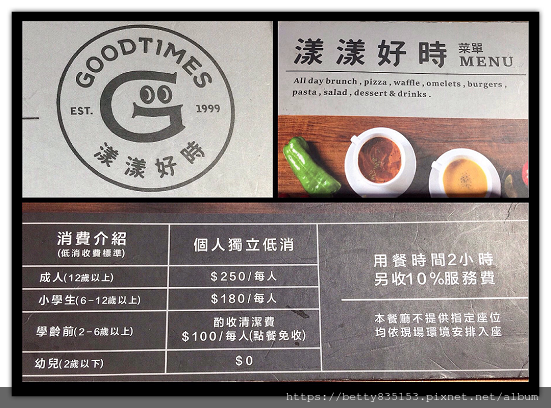 GOODTIMES
EST. 1999
漾漾好時
漾漾好時 菜單 MENU
All day brunch , pizza , waffle , omelets , burgers ,
pasta , salad , dessert & drinks .
消費介紹
(低消收費標準)
個人獨立低消
成人(12歲以上)
$250/每人
小學生(6-12歲以上)
$180/每人
學齡前(2-6歲以上)
酌收清潔費
$100/每人(點餐免收)
幼兒(2歲以下)
$0
用餐時間2小時
另收10%服務費
本餐廳不提供指定座位
均依現場環境安排入座
https://betty835153.pixnet.net/album